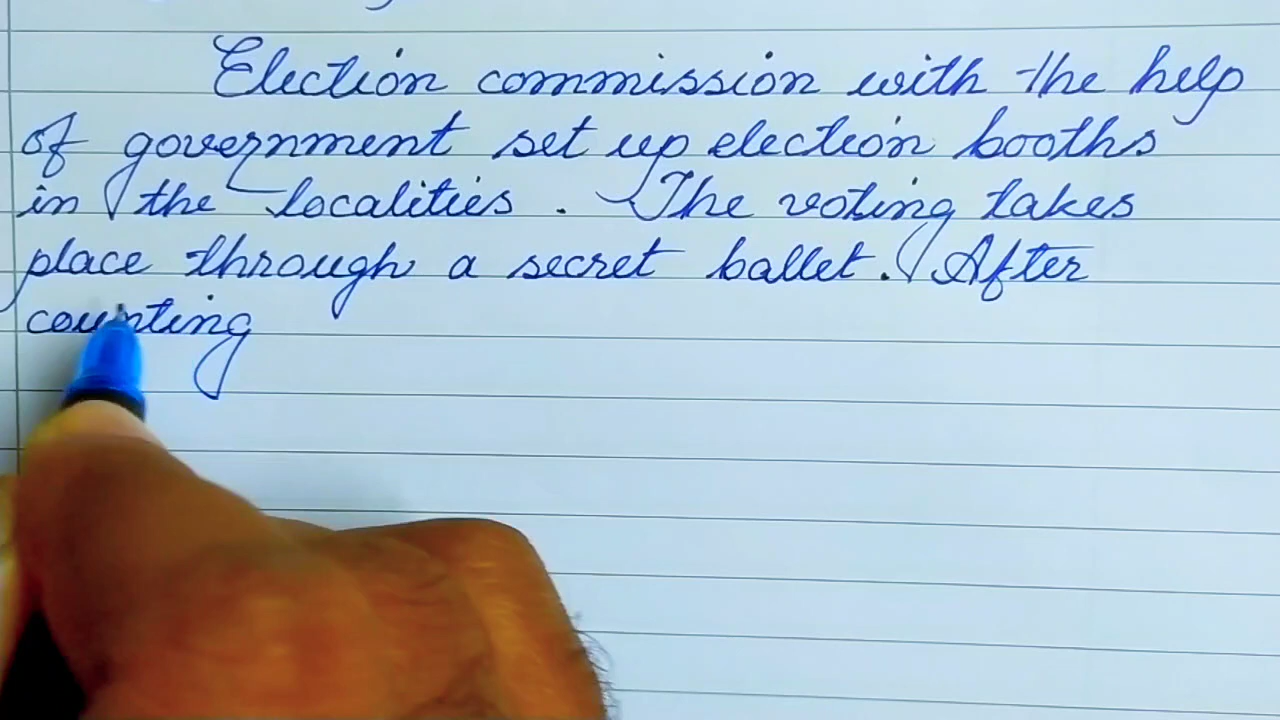 Election commission with the help
of government set up election booths
in the localities. The voting takes
place through a secret ballet. After
counting